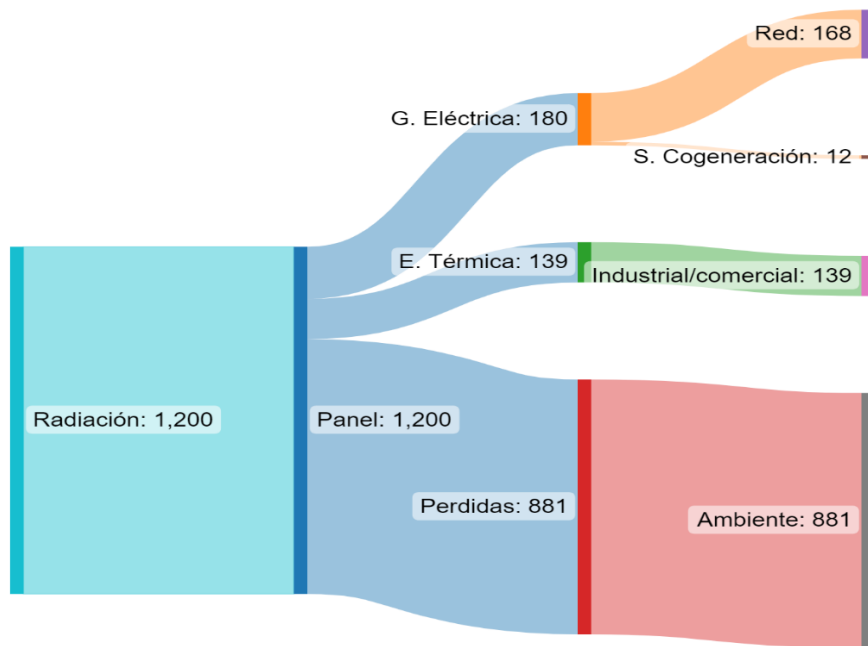 Red: 168
G. Eléctrica: 180
S. Cogeneración: 12
E. Térmica: 139
Industrial/comercial: 139
Radiación: 1,200
Panel: 1,200
Perdidas: 881
Ambiente: 881